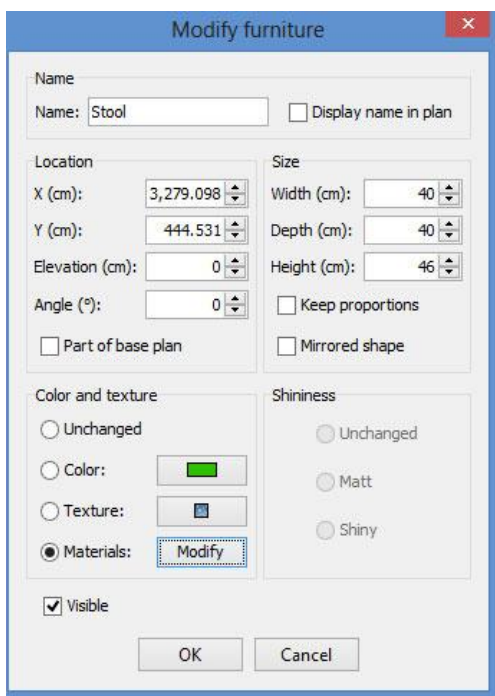 Modify furniture
Name
Name: Stool Display name in plan
Location
X (cm): 3,279.098
Y (cm): 444.531
Elevation (cm): 0
Angle (º): 0
Part of base plan
Size
Width (cm): 40
Depth (cm): 40
Height (cm): 46
Keep proportions
Mirrored shape
Color and texture
Unchanged
Color:
Texture:
Materials: Modify
Shininess
Unchanged
Matt
Shiny
Visible
OK Cancel